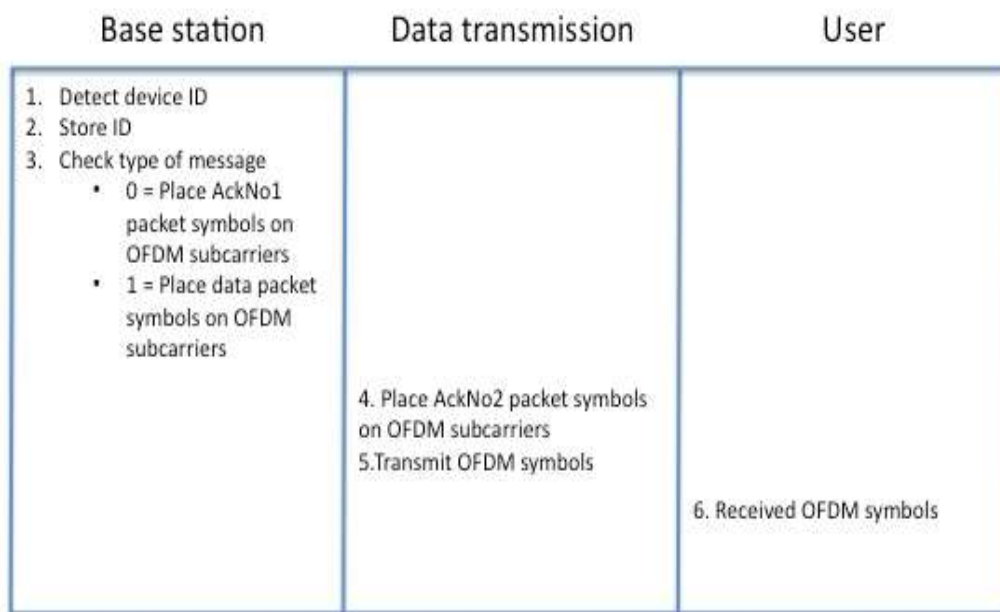 Base station
Data transmission
User
1. Detect device ID
2. Store ID
3. Check type of message
• 0 = Place AckNo1
packet symbols on
OFDM subcarriers
• 1 = Place data packet
symbols on OFDM
subcarriers
4. Place AckNo2 packet symbols
on OFDM subcarriers
5.Transmit OFDM symbols
6. Received OFDM symbols